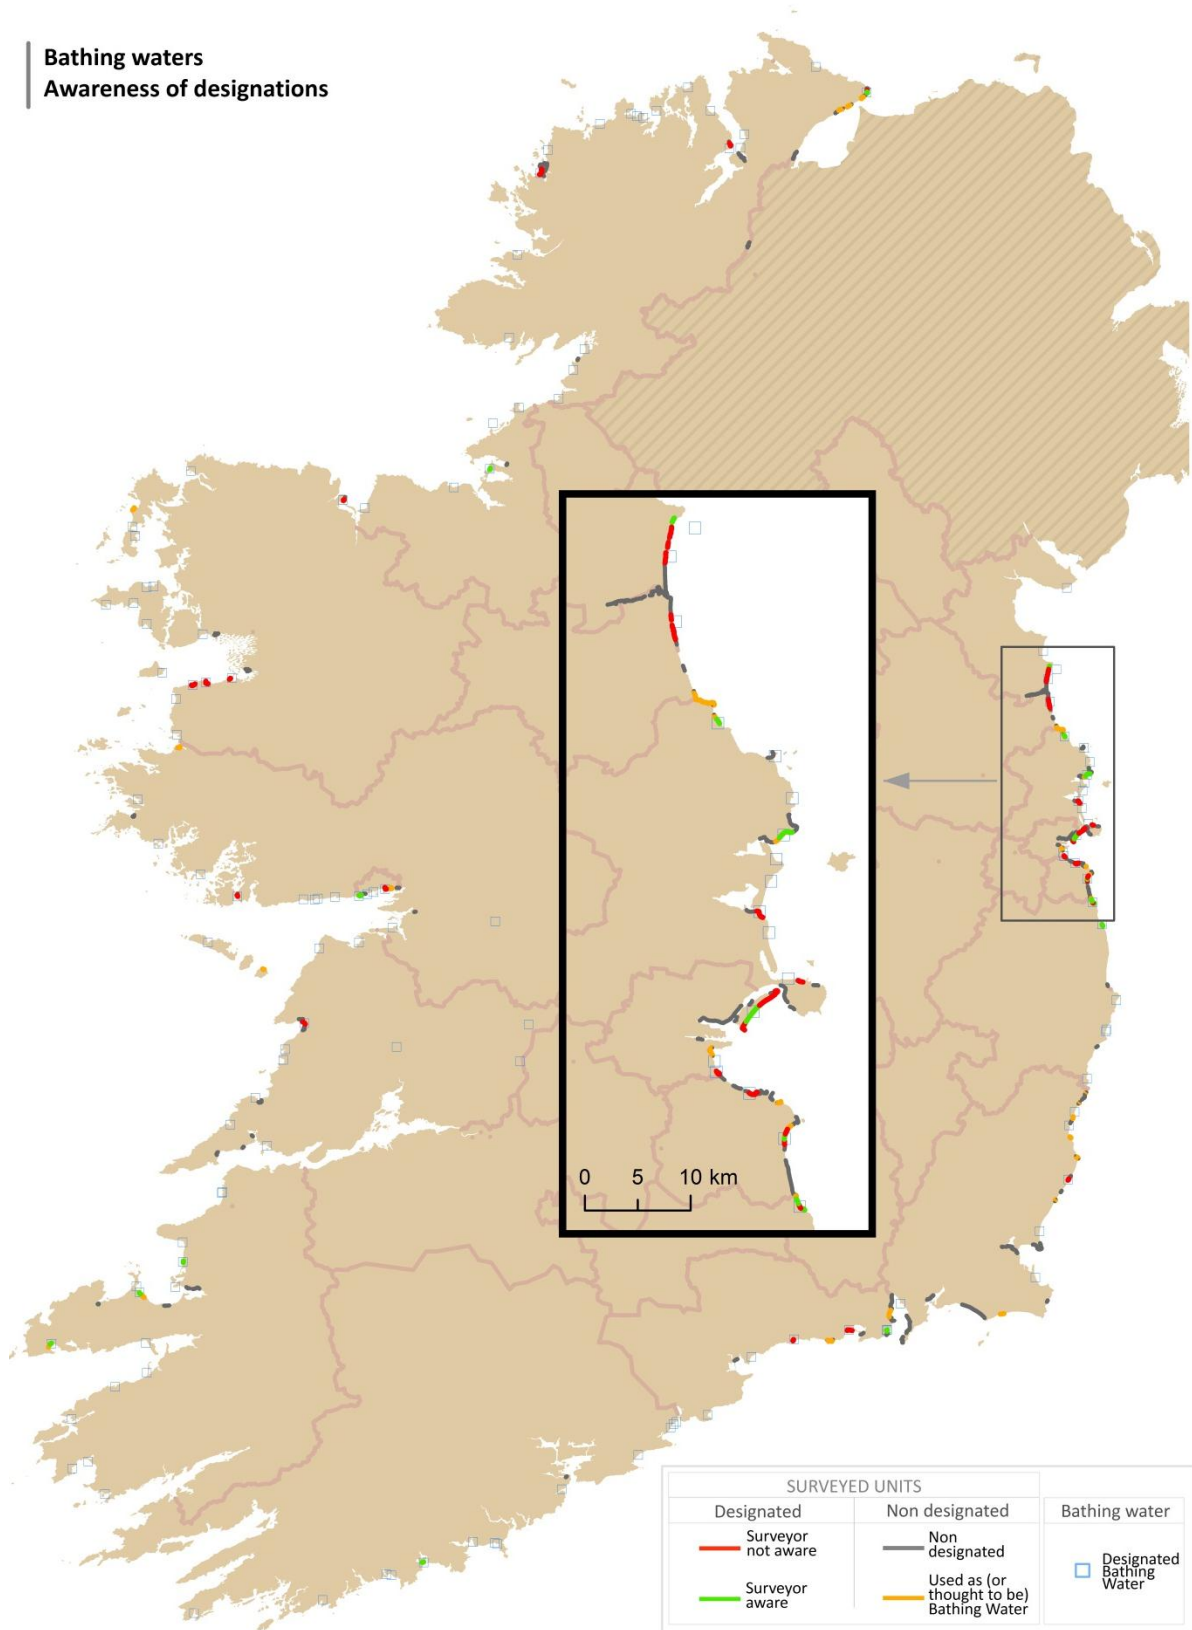 Bathing waters
Awareness of designations
0 5 10 km
SURVEYED UNITS
Designated
Non designated
Bathing water
Surveyor
not aware
Non
designated
Designated
Bathing
Water
Surveyor
aware
Used as (or
thought to be)
Bathing Water